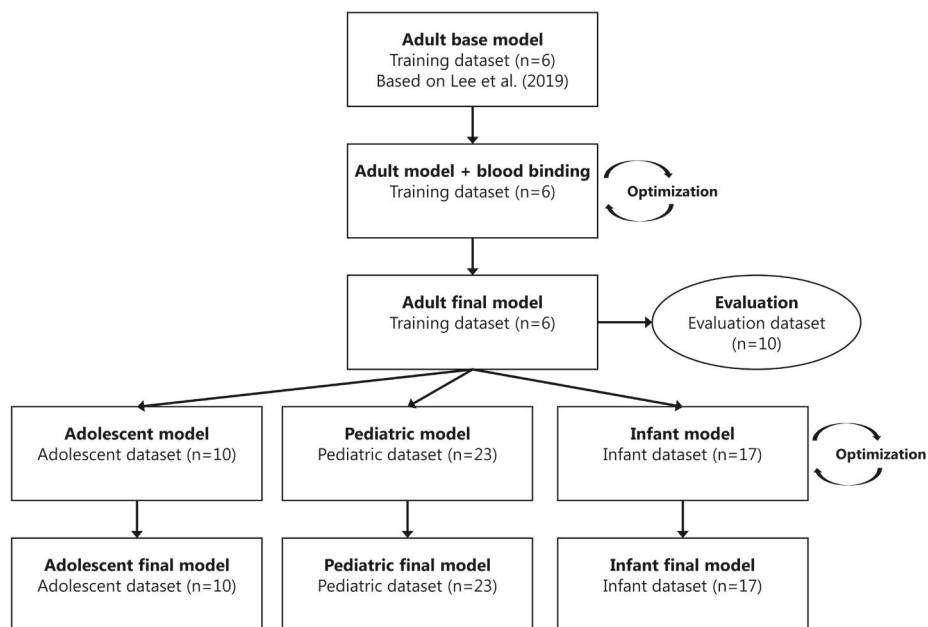 Adult base model
Training dataset (n=6)
Based on Lee et al. (2019)
Adult model + blood binding
Training dataset (n=6)
Optimization
Adult final model
Training dataset (n=6)
Evaluation
Evaluation dataset
(n=10)
Adolescent model
Adolescent dataset (n=10)
Pediatric model
Pediatric dataset (n=23)
Infant model
Infant dataset (n=17)
Optimization
Adolescent final model
Adolescent dataset (n=10)
Pediatric final model
Pediatric dataset (n=23)
Infant final model
Infant dataset (n=17)